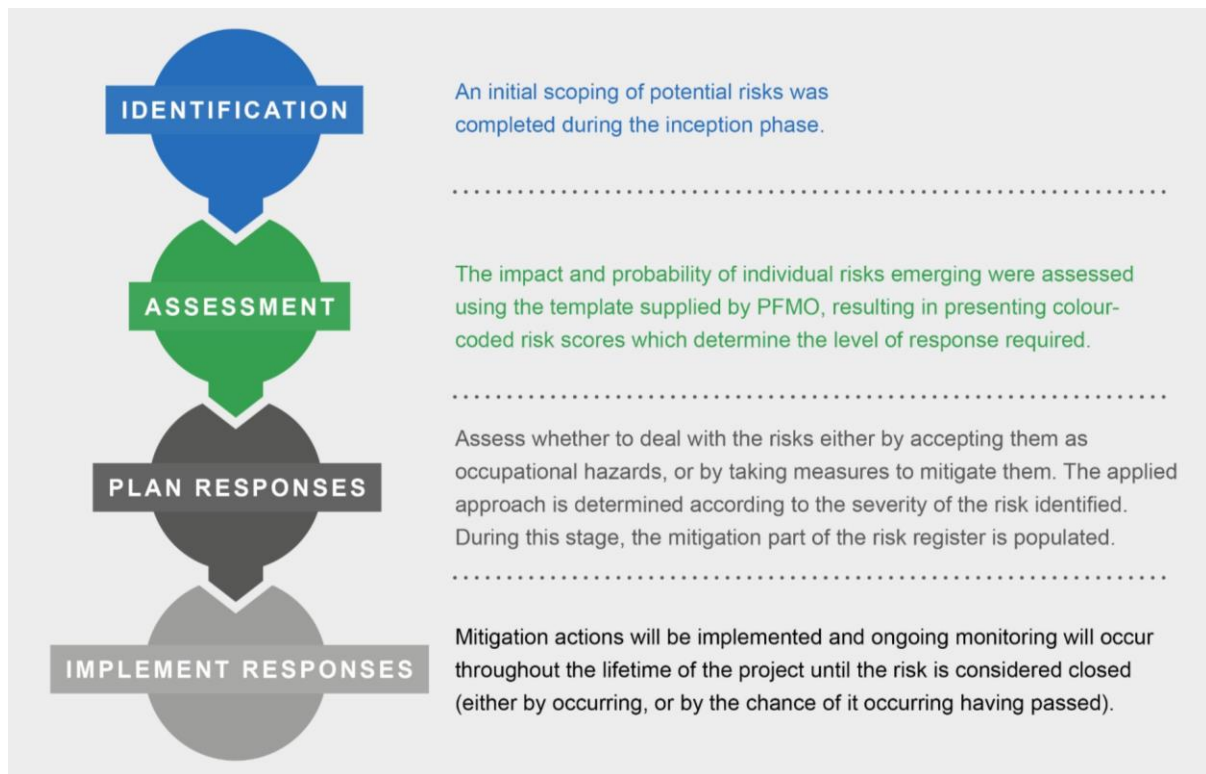 IDENTIFICATION
An initial scoping of potential risks was
completed during the inception phase.
ASSESSMENT
The impact and probability of individual risks emerging were assessed
using the template supplied by PFMO, resulting in presenting colour-
coded risk scores which determine the level of response required.
PLAN RESPONSES
Assess whether to deal with the risks either by accepting them as
occupational hazards, or by taking measures to mitigate them. The applied
approach is determined according to the severity of the risk identified.
During this stage, the mitigation part of the risk register is populated.
IMPLEMENT RESPONSES
Mitigation actions will be implemented and ongoing monitoring will occur
throughout the lifetime of the project until the risk is considered closed
(either by occurring, or by the chance of it occurring having passed).